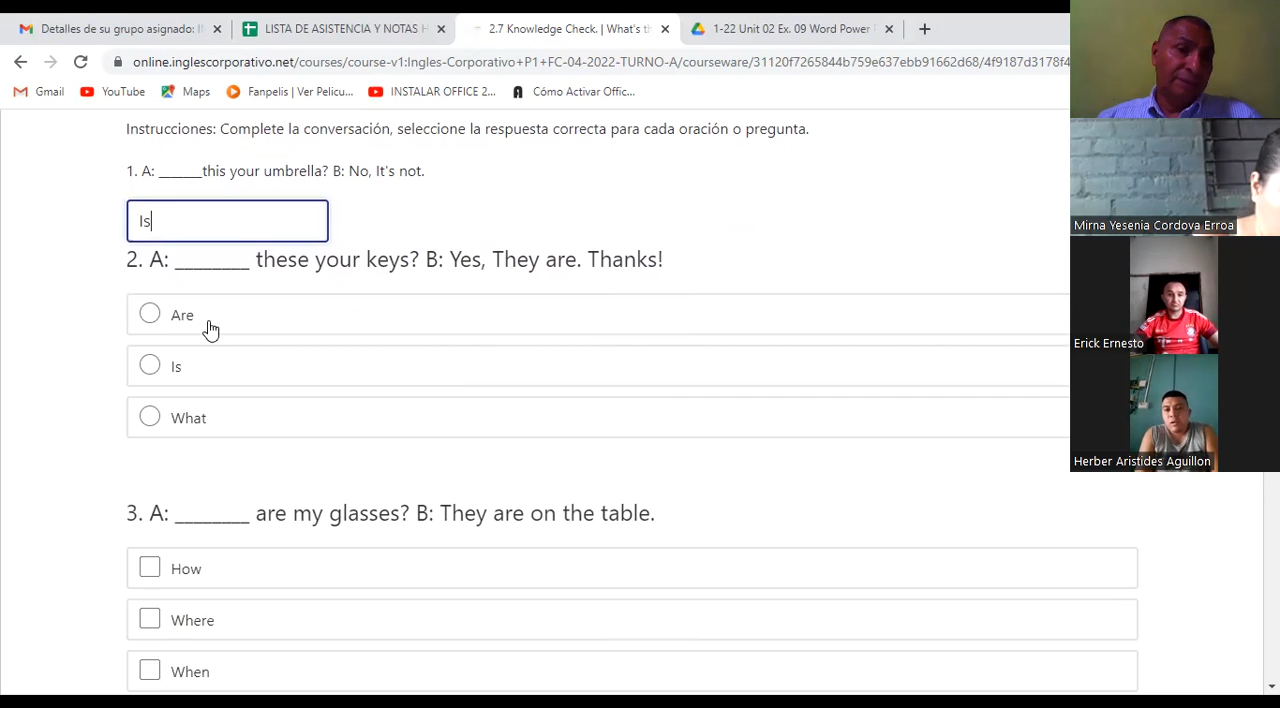 Detalles de su grupo asignado: I
LISTA DE ASISTENCIA Y NOTAS H
2.7 Knowledge Check. | What's th
1-22 Unit 02 Ex. 09 Word Power
online.inglescorporativo.net/courses/course-v1:Ingles-Corporativo+P1+FC-04-2022-TURNO-A/courseware/31120f7268844b759e637ebb91662d68/4f9187d3178f4
Gmail
YouTube
Maps
Fanpelis | Ver Pelicu...
INSTALAR OFFICE 2...
Cómo Activar Offic...
Instrucciones: Complete la conversación, seleccione la respuesta correcta para cada oración o pregunta.
1. A: ______this your umbrella? B: No, It's not.
Is
2. A: ________ these your keys? B: Yes, They are. Thanks!
Are
Is
What
3. A: ________ are my glasses? B: They are on the table.
How
Where
When
Mirna Yesenia Cordova Erroa
Erick Ernesto
Herber Aristides Aguillon